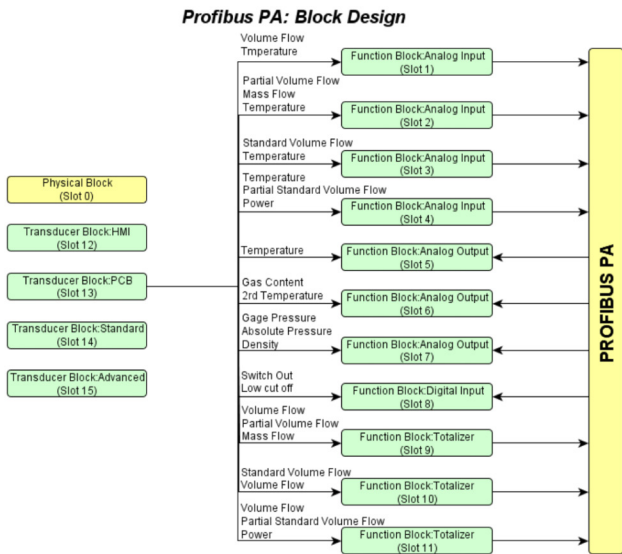 Profibus PA: Block Design
Volume Flow
Tmperature
Function Block:Analog Input
(Slot 1)
Partial Volume Flow
Mass Flow
Temperature
Function Block:Analog Input
(Slot 2)
Standard Volume Flow
Temperature
Function Block:Analog Input
(Slot 3)
Temperature
Partial Standard Volume Flow
Power
Function Block:Analog Input
(Slot 4)
Physical Block
(Slot 0)
Transducer Block:HMI
(Slot 12)
Transducer Block:PCB
(Slot 13)
Transducer Block:Standard
(Slot 14)
Transducer Block:Advanced
(Slot 15)
Temperature
Function Block:Analog Output
(Slot 5)
Gas Content
2rd Temperature
Function Block:Analog Output
(Slot 6)
Gage Pressure
Absolute Pressure
Density
Function Block:Analog Output
(Slot 7)
Switch Out
Low cut off
Function Block:Digital Input
(Slot 8)
Volume Flow
Partial Volume Flow
Mass Flow
Function Block:Totalizer
(Slot 9)
Standard Volume Flow
Volume Flow
Function Block:Totalizer
(Slot 10)
Volume Flow
Partial Standard Volume Flow
Power
Function Block:Totalizer
(Slot 11)
PROFIBUS PA